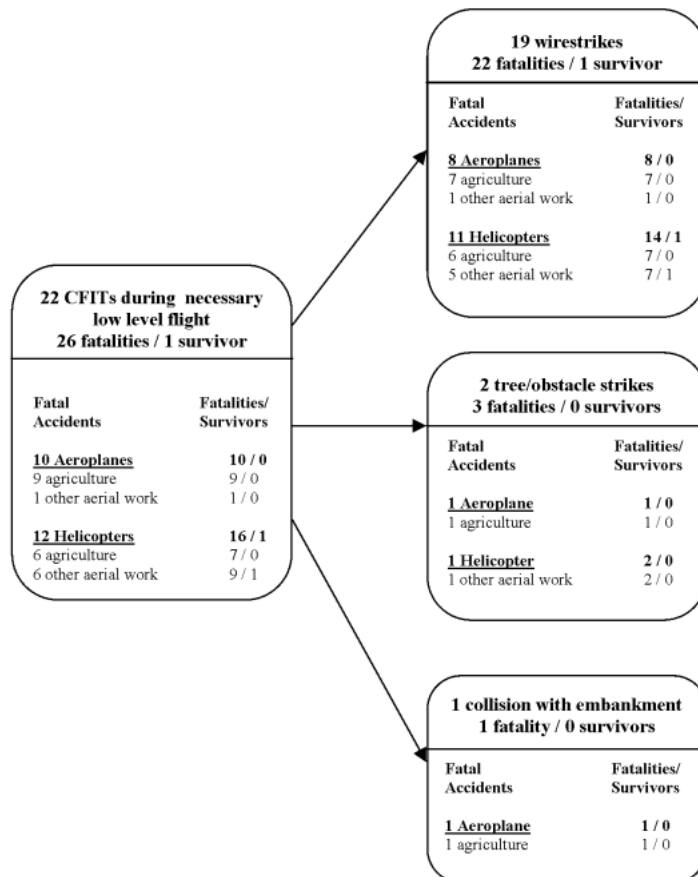 19 wirestrikes
22 fatalities / 1 survivor
Fatal Fatalities/
Accidents Survivors
8 Aeroplanes 8 / 0
7 agriculture 7 / 0
1 other aerial work 1 / 0
11 Helicopters 14 / 1
6 agriculture 7 / 0
5 other aerial work 7 / 1
22 CFITs during necessary
low level flight
26 fatalities / 1 survivor
Fatal Fatalities/
Accidents Survivors
10 Aeroplanes 10 / 0
9 agriculture 9 / 0
1 other aerial work 1 / 0
12 Helicopters 16 / 1
6 agriculture 7 / 0
6 other aerial work 9 / 1
2 tree/obstacle strikes
3 fatalities / 0 survivors
Fatal Fatalities/
Accidents Survivors
1 Aeroplane 1 / 0
1 agriculture 1 / 0
1 Helicopter 2 / 0
1 other aerial work 2 / 0
1 collision with embankment
1 fatality / 0 survivors
Fatal Fatalities/
Accidents Survivors
1 Aeroplane 1 / 0
1 agriculture 1 / 0